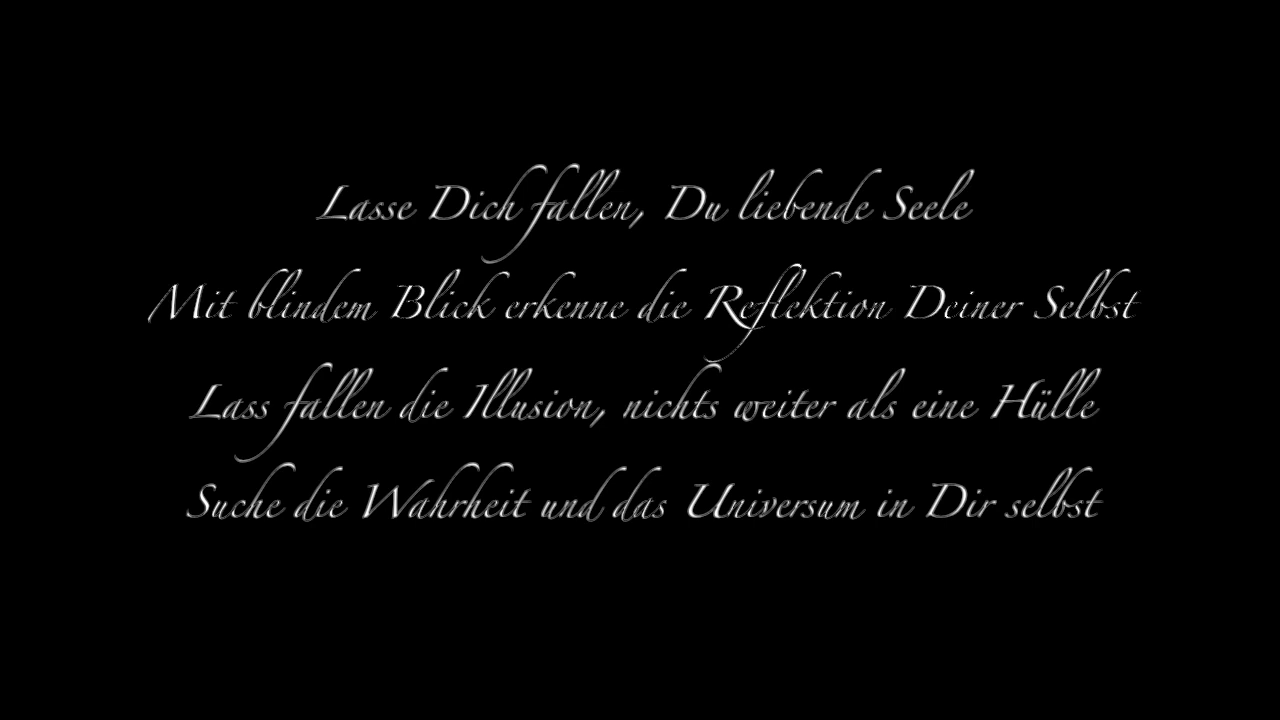 Lasse Dich fallen, Du liebende Seele
Mit blindem Blick erkenne die Reflektion Deiner Selbst
Lass fallen die Illusion, nichts weiter als eine Hülle
Suche die Wahrheit und das Universum in Dir selbst